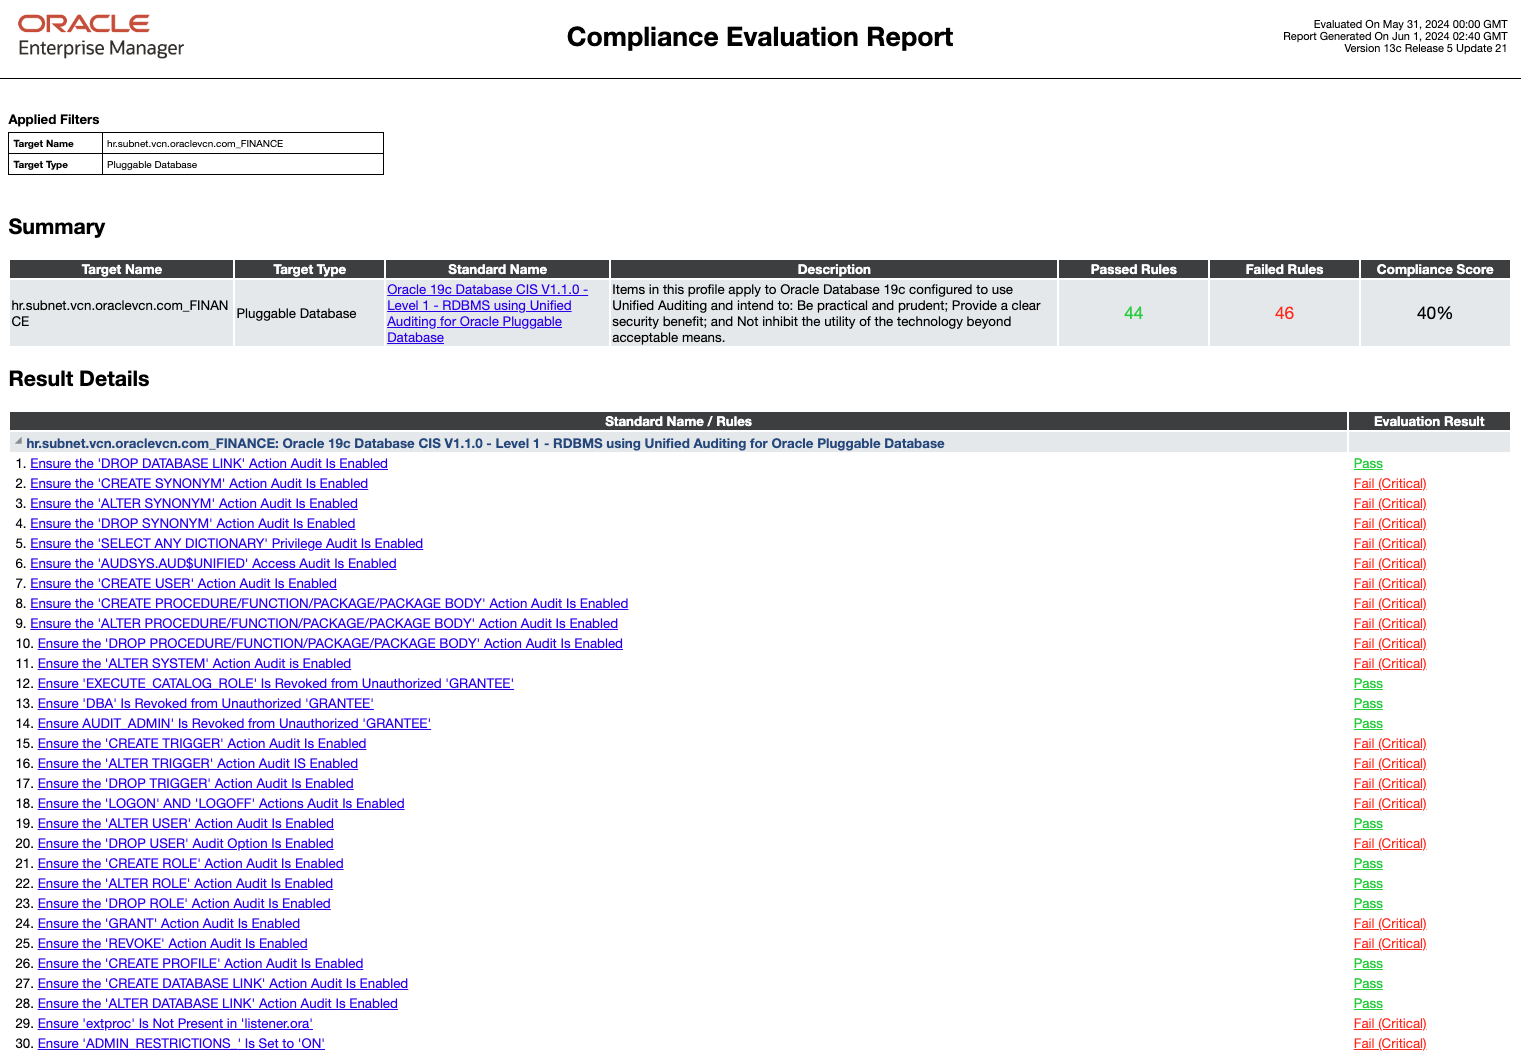 ORACLE
Enterprise Manager
Compliance Evaluation Report
Evaluated On May 31, 2024 00:00 GMT
Report Generated On Jun 1, 2024 02:40 GMT
Version 13c Release 5 Update 21
Applied Filters
Target Name hr.subnet.vcn.oraclevcn.com_FINANCE
Target Type Pluggable Database
Summary
Target Name Target Type Standard Name Description Passed Rules Failed Rules Compliance Score
hr.subnet.vcn.oraclevcn.com_FINAN
CE
Pluggable Database
Oracle 19c Database CIS V1.1.0 -
Level 1 - RDBMS using Unified
Auditing for Oracle Pluggable
Database
Items in this profile apply to Oracle Database 19c configured to use
Unified Auditing and intend to: Be practical and prudent; Provide a clear
security benefit; and Not inhibit the utility of the technology beyond
acceptable means.
44
46
40%
Result Details
Standard Name / Rules Evaluation Result
hr.subnet.vcn.oraclevcn.com_FINANCE: Oracle 19c Database CIS V1.1.0 - Level 1 - RDBMS using Unified Auditing for Oracle Pluggable Database
1. Ensure the 'DROP DATABASE LINK' Action Audit Is Enabled Pass
2. Ensure the 'CREATE SYNONYM' Action Audit Is Enabled Fail (Critical)
3. Ensure the 'ALTER SYNONYM' Action Audit Is Enabled Fail (Critical)
4. Ensure the 'DROP SYNONYM' Action Audit Is Enabled Fail (Critical)
5. Ensure the 'SELECT ANY DICTIONARY' Privilege Audit Is Enabled Fail (Critical)
6. Ensure the 'AUDSYS.AUD$UNIFIED' Access Audit Is Enabled Fail (Critical)
7. Ensure the 'CREATE USER' Action Audit Is Enabled Fail (Critical)
8. Ensure the 'CREATE PROCEDURE/FUNCTION/PACKAGE/PACKAGE BODY' Action Audit Is Enabled Fail (Critical)
9. Ensure the 'ALTER PROCEDURE/FUNCTION/PACKAGE/PACKAGE BODY' Action Audit Is Enabled Fail (Critical)
10. Ensure the 'DROP PROCEDURE/FUNCTION/PACKAGE/PACKAGE BODY' Action Audit Is Enabled Fail (Critical)
11. Ensure the 'ALTER SYSTEM' Action Audit is Enabled Fail (Critical)
12. Ensure 'EXECUTE_CATALOG_ROLE' Is Revoked from Unauthorized 'GRANTEE' Pass
13. Ensure 'DBA' Is Revoked from Unauthorized 'GRANTEE' Pass
14. Ensure AUDIT_ADMIN' Is Revoked from Unauthorized 'GRANTEE' Pass
15. Ensure the 'CREATE TRIGGER' Action Audit Is Enabled Fail (Critical)
16. Ensure the 'ALTER TRIGGER' Action Audit IS Enabled Fail (Critical)
17. Ensure the 'DROP TRIGGER' Action Audit Is Enabled Fail (Critical)
18. Ensure the 'LOGON' AND 'LOGOFF' Actions Audit Is Enabled Fail (Critical)
19. Ensure the 'ALTER USER' Action Audit Is Enabled Pass
20. Ensure the 'DROP USER' Audit Option Is Enabled Fail (Critical)
21. Ensure the 'CREATE ROLE' Action Audit Is Enabled Pass
22. Ensure the 'ALTER ROLE' Action Audit Is Enabled Pass
23. Ensure the 'DROP ROLE' Action Audit Is Enabled Pass
24. Ensure the 'GRANT' Action Audit Is Enabled Fail (Critical)
25. Ensure the 'REVOKE' Action Audit Is Enabled Fail (Critical)
26. Ensure the 'CREATE PROFILE' Action Audit Is Enabled Pass
27. Ensure the 'CREATE DATABASE LINK' Action Audit Is Enabled Pass
28. Ensure the 'ALTER DATABASE LINK' Action Audit Is Enabled Pass
29. Ensure 'extproc' Is Not Present in 'listener.ora' Fail (Critical)
30. Ensure 'ADMIN_RESTRICTIONS_' Is Set to 'ON' Fail (Critical)